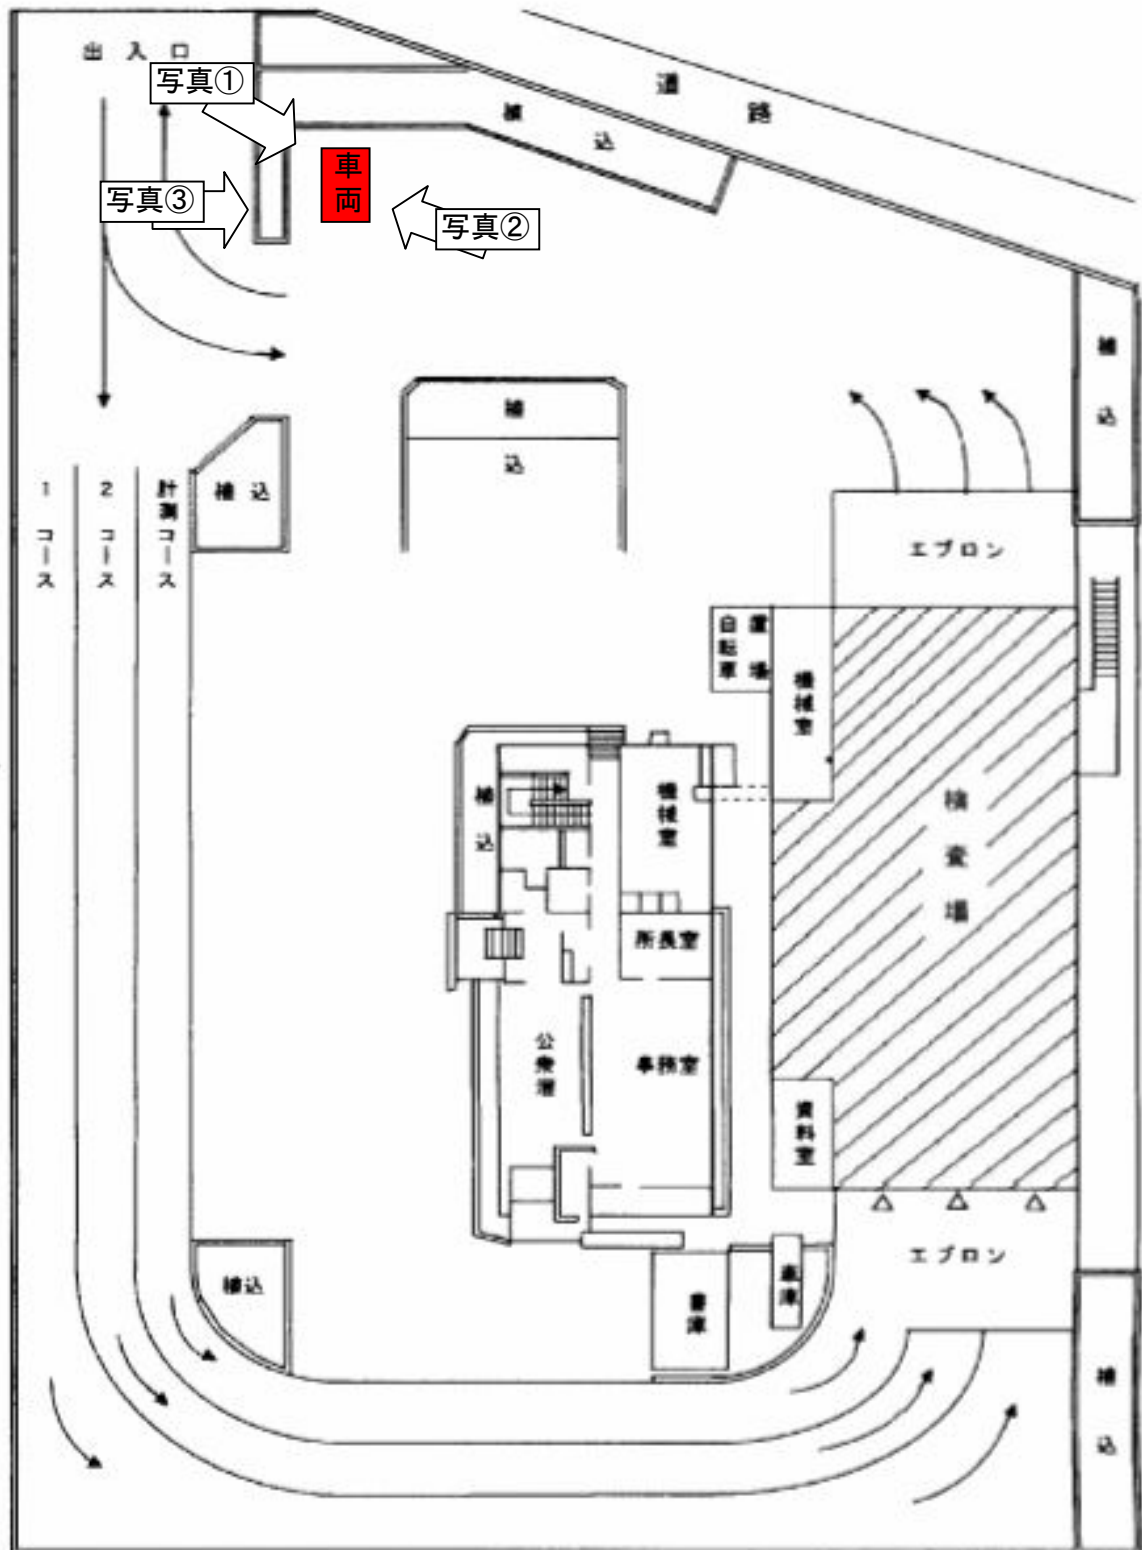 出入口
写真①
道路
植込
車両
写真③
写真②
植込
植込
1コース
2コース
計測コース
植込
エプロン
自転車置場
機械室
植込
機械室
検査場
所長室
公衆溜
事務室
資料室
エプロン
植込
書庫
車庫
植込